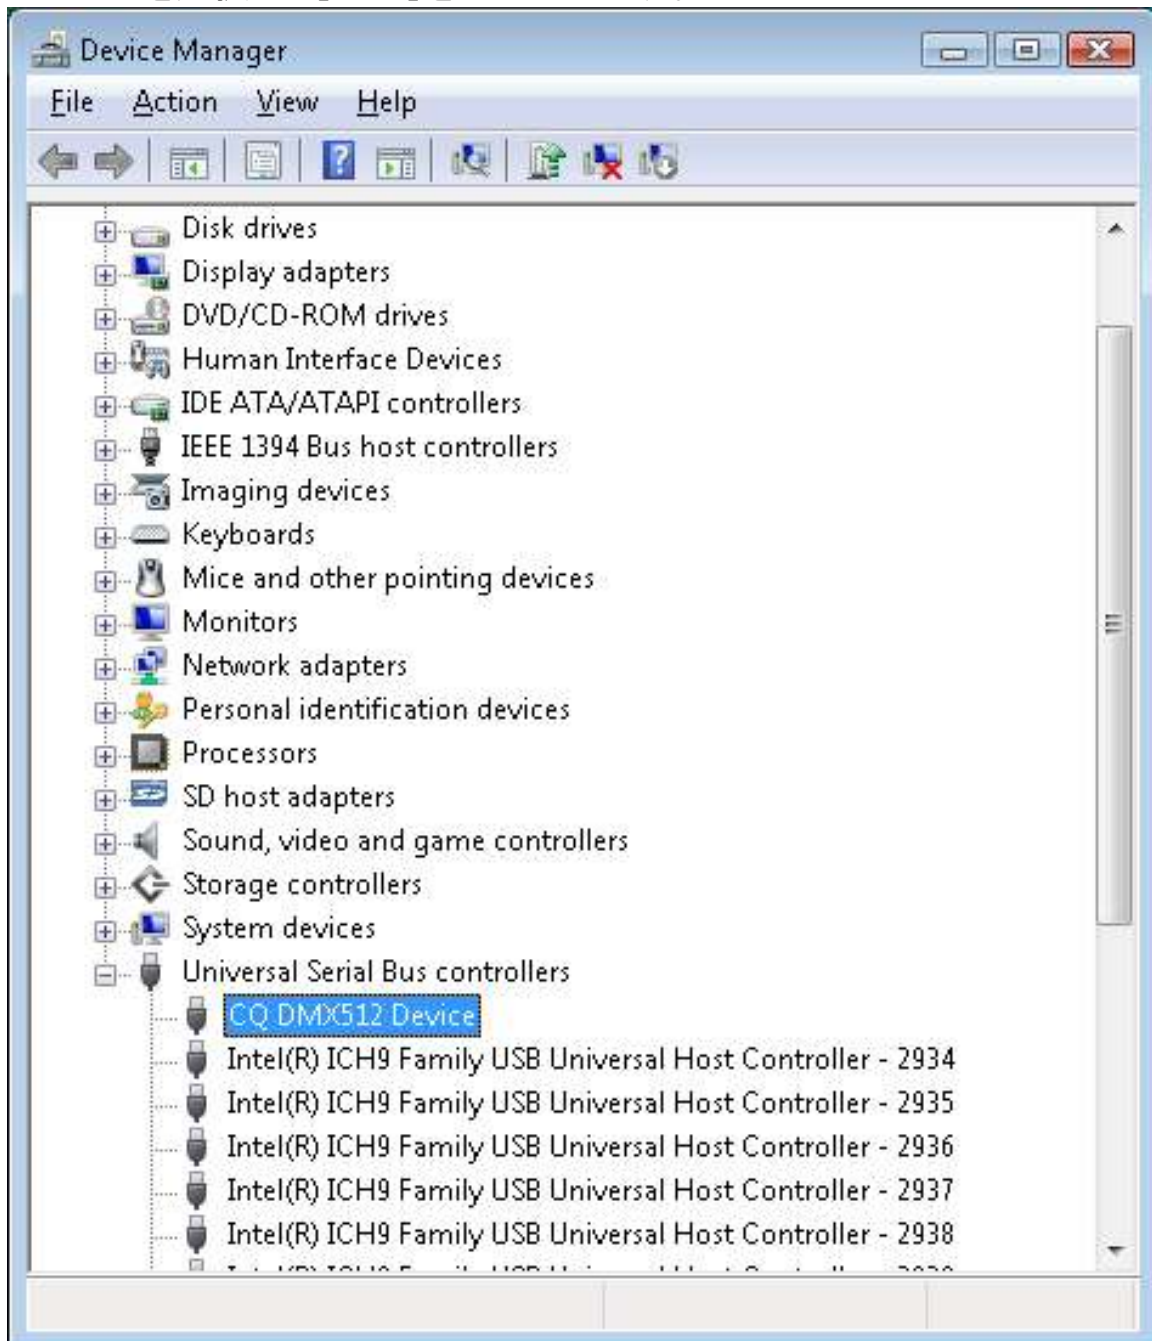 Device Manager
File Action View Help
Disk drives
Display adapters
DVD/CD-ROM drives
Human Interface Devices
IDE ATA/ATAPI controllers
IEEE 1394 Bus host controllers
Imaging devices
Keyboards
Mice and other pointing devices
Monitors
Network adapters
Personal identification devices
Processors
SD host adapters
Sound, video and game controllers
Storage controllers
System devices
Universal Serial Bus controllers
CQ DMX512 Device
Intel(R) ICH9 Family USB Universal Host Controller - 2934
Intel(R) ICH9 Family USB Universal Host Controller - 2935
Intel(R) ICH9 Family USB Universal Host Controller - 2936
Intel(R) ICH9 Family USB Universal Host Controller - 2937
Intel(R) ICH9 Family USB Universal Host Controller - 2938